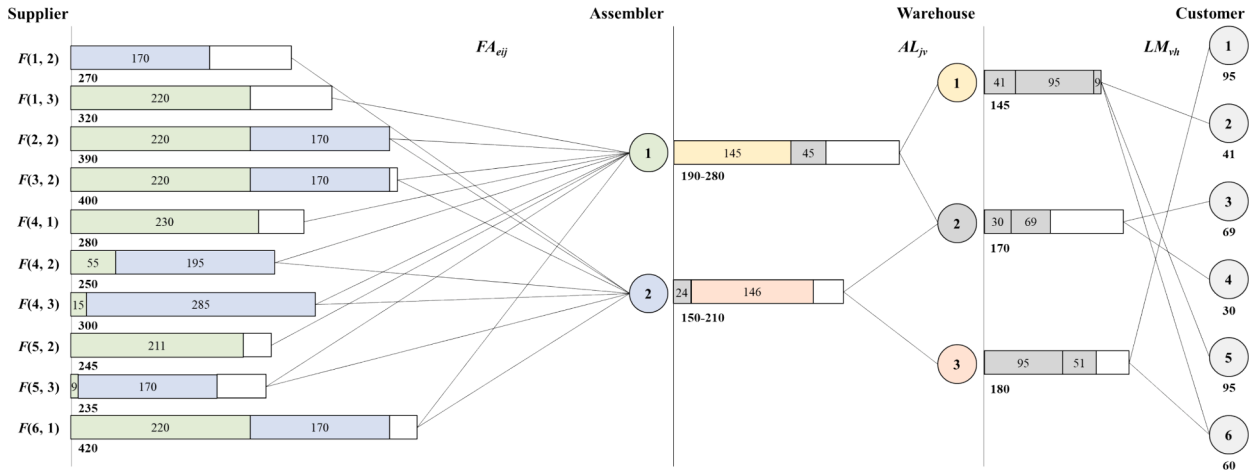 Supplier Assembler Warehouse Customer
FA_eij AL_jv LM_vh
F(1, 2) 170
270
F(1, 3) 220
320
F(2, 2) 220 170
390
F(3, 2) 220 170
400
F(4, 1) 230
280
F(4, 2) 55 195
250
F(4, 3) 15 285
300
F(5, 2) 211
245
F(5, 3) 9 170
235
F(6, 1) 220 170
420
1 145 45
190-280
2 24 146
150-210
1 41 95 9
145
2 30 69
170
3 95 51
180
1
95
2
41
3
69
4
30
5
95
6
60